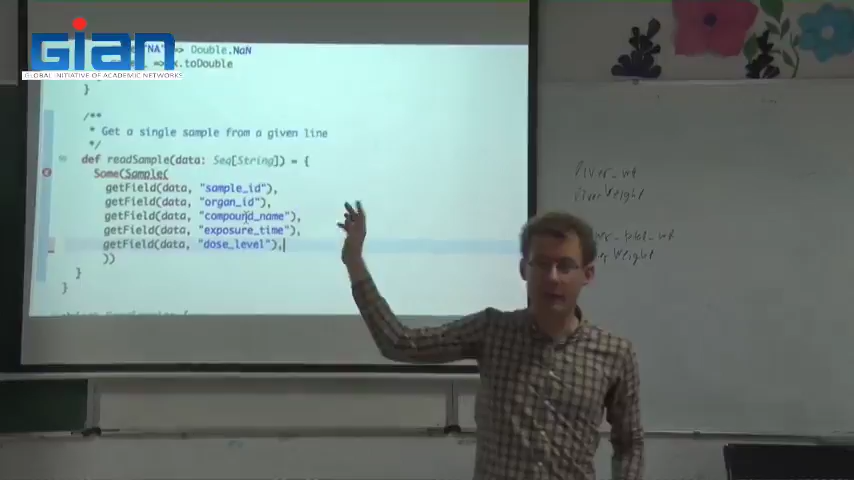 GIAN
GLOBAL INITIATIVE OF ACADEMIC NETWORKS
"NA" => Double.NaN
=> x.toDouble
}
/**
* Get a single sample from a given line
*/
def readSample(data: Seq[String]) = {
Some(Sample(
getField(data, "sample_id"),
getField(data, "organ_id"),
getField(data, "compound_name"),
getField(data, "exposure_time"),
getField(data, "dose_level"),
))
}
}
liver_wt
liverWeight
Weight